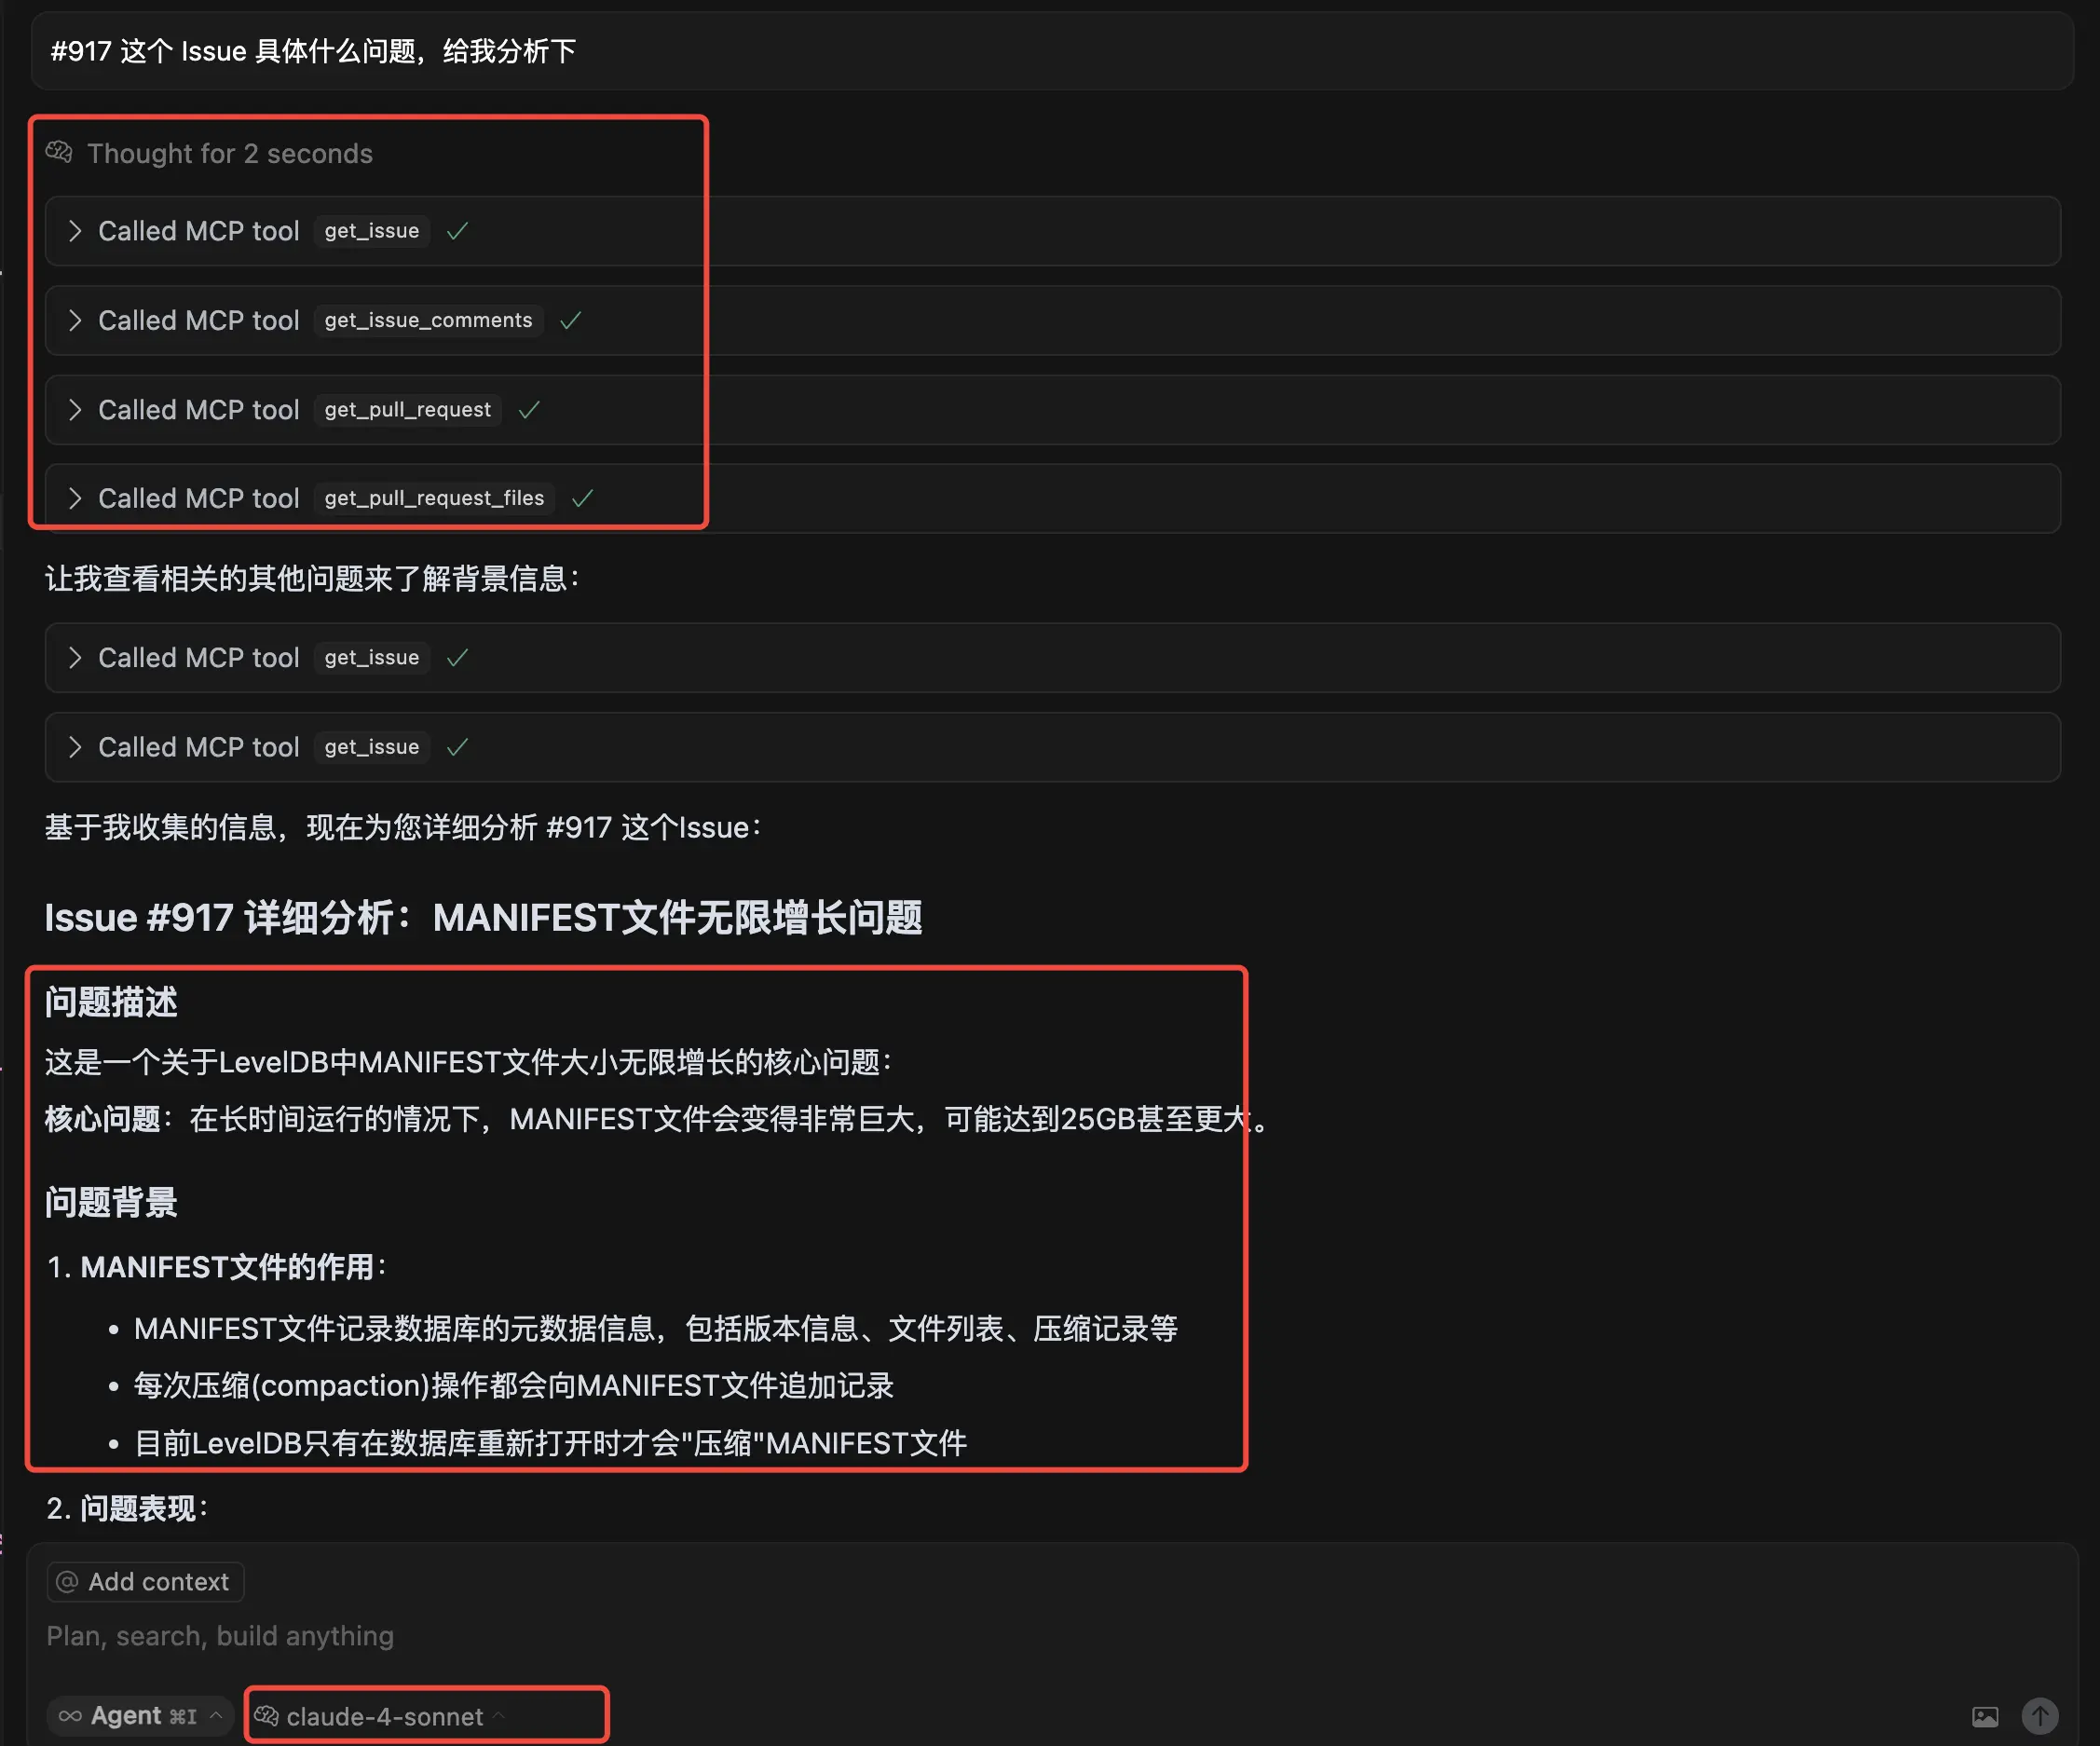 #917 这个 Issue 具体什么问题，给我分析下
Thought for 2 seconds
Called MCP tool get_issue
Called MCP tool get_issue_comments
Called MCP tool get_pull_request
Called MCP tool get_pull_request_files
让我查看相关的其他问题来了解背景信息：
Called MCP tool get_issue
Called MCP tool get_issue
基于我收集的信息，现在为您详细分析 #917 这个Issue：
Issue #917 详细分析：MANIFEST文件无限增长问题
问题描述
这是一个关于LevelDB中MANIFEST文件大小无限增长的核心问题：
核心问题：在长时间运行的情况下，MANIFEST文件会变得非常巨大，可能达到25GB甚至更大。
问题背景
1. MANIFEST文件的作用：
• MANIFEST文件记录数据库的元数据信息，包括版本信息、文件列表、压缩记录等
• 每次压缩(compaction)操作都会向MANIFEST文件追加记录
• 目前LevelDB只有在数据库重新打开时才会"压缩"MANIFEST文件
2. 问题表现：
@ Add context
Plan, search, build anything
∞ Agent ⌘I claude-4-sonnet